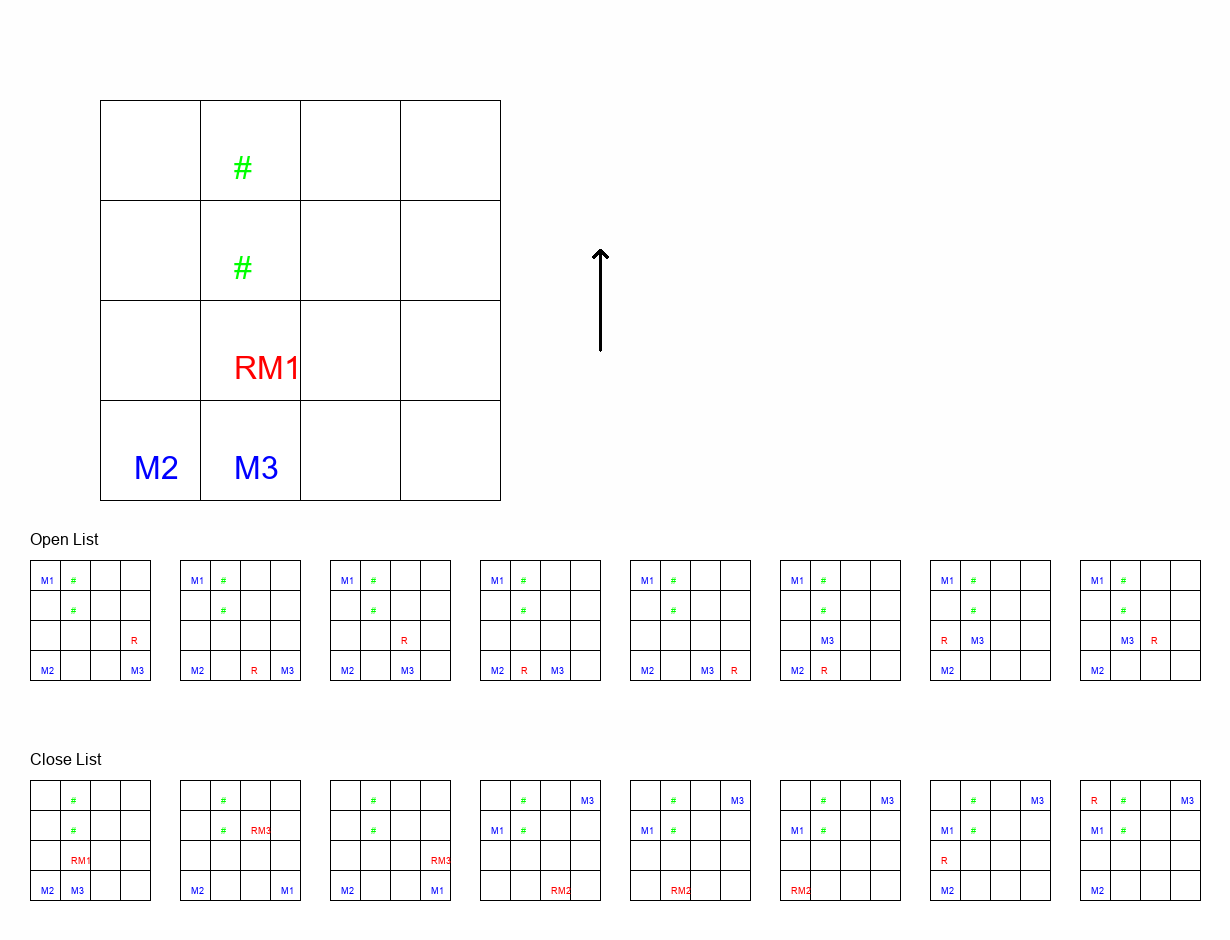 #
#
RM1
M2 M3
Open List
M1 # M1 # M1 # M1 # M1 # M1 # M1 # M1 #
# # # # # # # #
R R M3 R M3 M3 R
M2 M3 M2 R M3 M2 M3 M2 R M3 M2 M3 R M2 R M2 M2
Close List
# # # # M3 # M3 # M3 # M3 R # M3
# # RM3 # M1 # M1 # M1 # M1 # M1 #
RM1 RM3 R
M2 M3 M2 M1 M2 M1 RM2 RM2 RM2 M2 M2